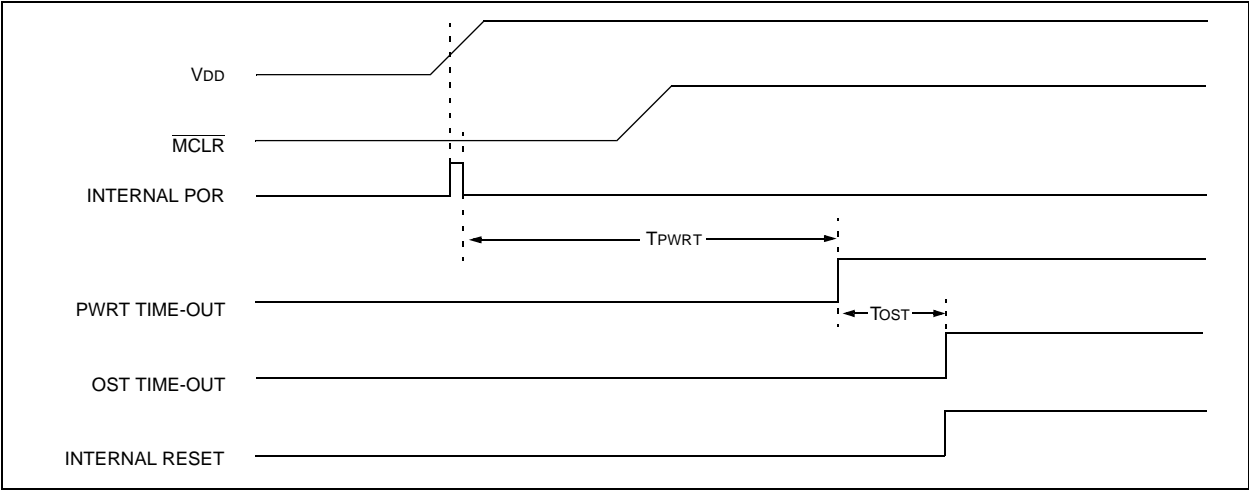 VDD
MCLR
INTERNAL POR
TPWRT
PWRT TIME-OUT
TOST
OST TIME-OUT
INTERNAL RESET